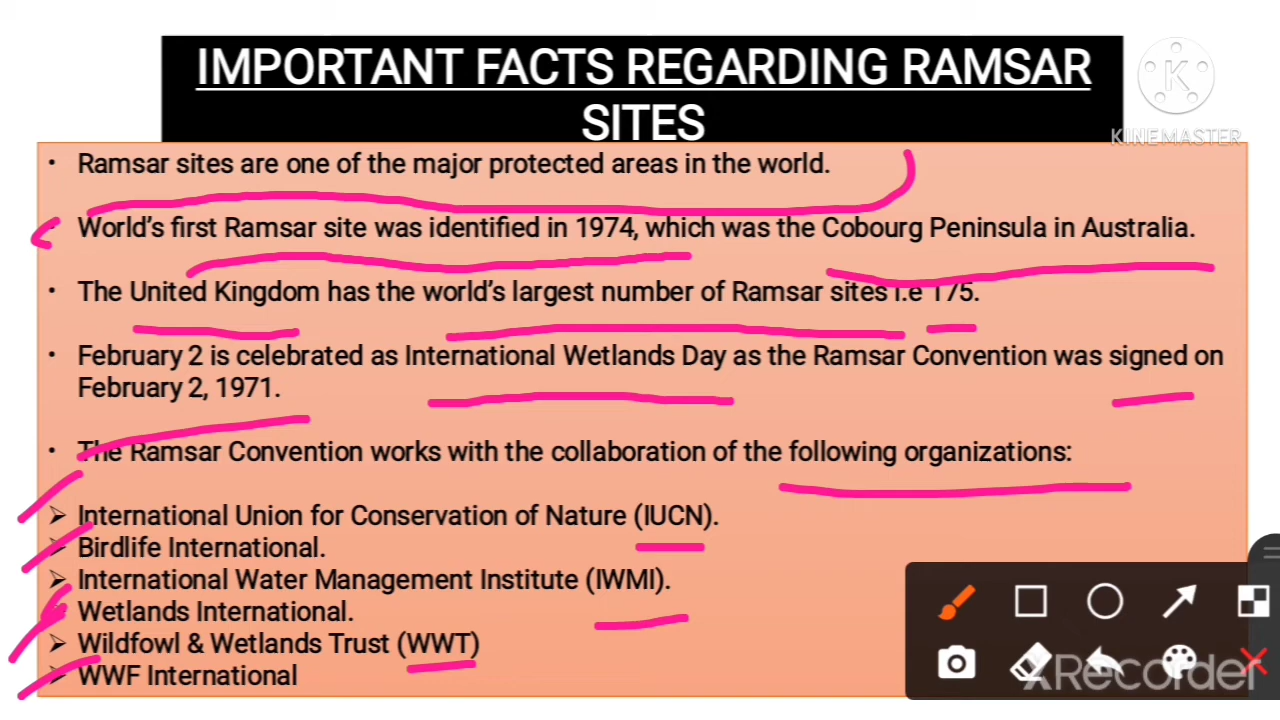 IMPORTANT FACTS REGARDING RAMSAR
SITES
K
KINEMASTER
• Ramsar sites are one of the major protected areas in the world.
• World's first Ramsar site was identified in 1974, which was the Cobourg Peninsula in Australia.
• The United Kingdom has the world's largest number of Ramsar sites i.e 175.
• February 2 is celebrated as International Wetlands Day as the Ramsar Convention was signed on
February 2, 1971.
• The Ramsar Convention works with the collaboration of the following organizations:
➢ International Union for Conservation of Nature (IUCN).
➢ Birdlife International.
➢ International Water Management Institute (IWMI).
➢ Wetlands International.
➢ Wildfowl & Wetlands Trust (WWT)
➢ WWF International
XRecorder